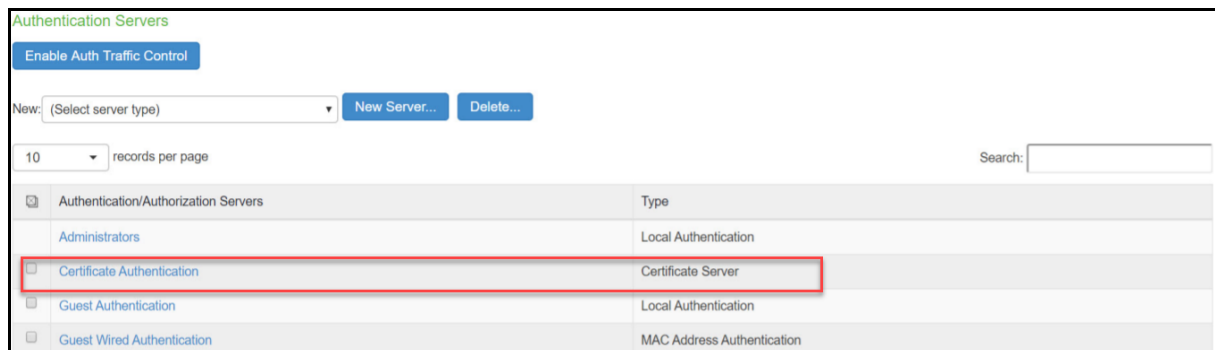 Authentication Servers
Enable Auth Traffic Control
New: (Select server type) New Server... Delete...
10 records per page Search:
Authentication/Authorization Servers Type
Administrators Local Authentication
Certificate Authentication Certificate Server
Guest Authentication Local Authentication
Guest Wired Authentication MAC Address Authentication